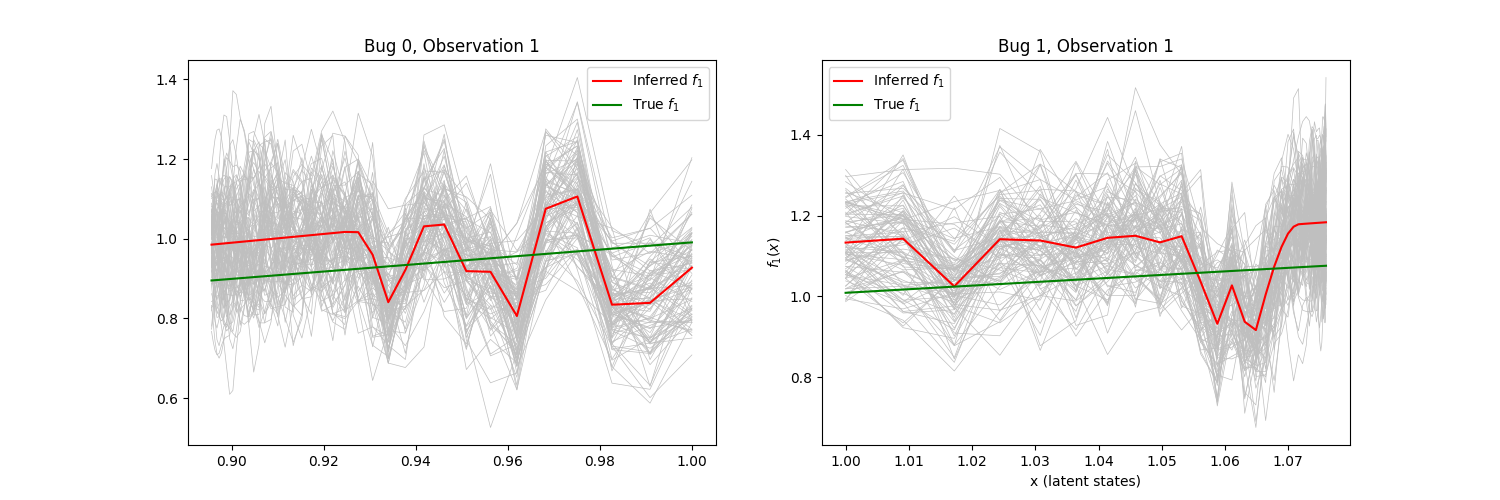 Bug 0, Observation 1
1.4
1.2
1.0
0.8
0.6
0.90 0.92 0.94 0.96 0.98 1.00
Inferred f₁
True f₁
Bug 1, Observation 1
f₁(x)
1.4
1.2
1.0
0.8
1.00 1.01 1.02 1.03 1.04 1.05 1.06 1.07
x (latent states)
Inferred f₁
True f₁